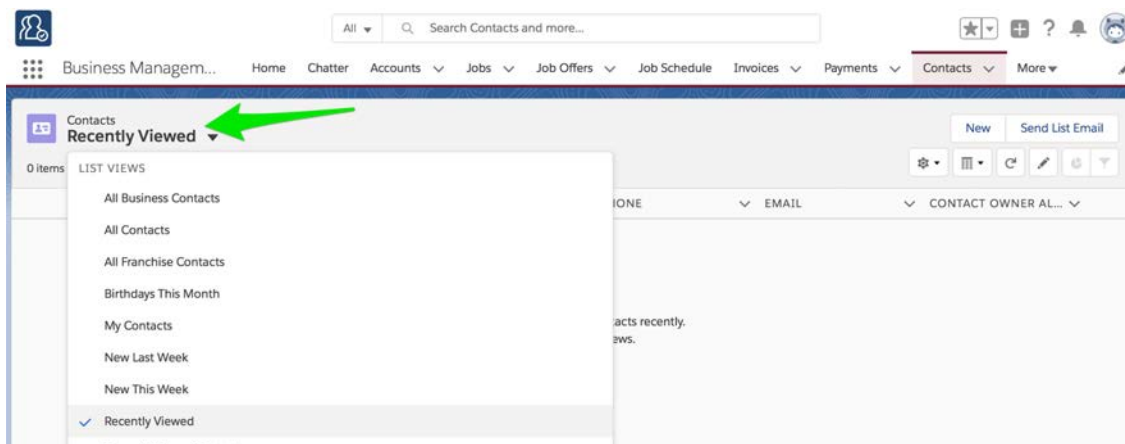 All Search Contacts and more...
Business Managem... Home Chatter Accounts Jobs Job Offers Job Schedule Invoices Payments Contacts More
Contacts
Recently Viewed
New Send List Email
0 items
LIST VIEWS
All Business Contacts
IONE EMAIL CONTACT OWNER AL...
All Contacts
All Franchise Contacts
Birthdays This Month
My Contacts
acts recently.
ews.
New Last Week
New This Week
Recently Viewed